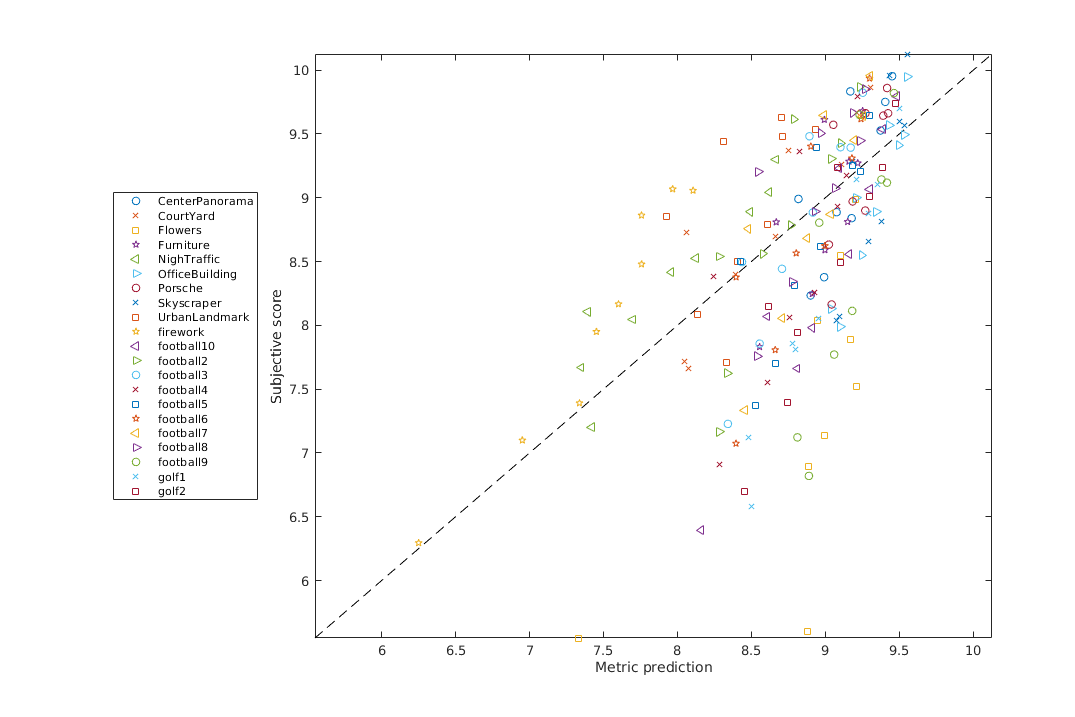 10
9.5
9
8.5
8
7.5
7
6.5
6
Subjective score
CenterPanorama
CourtYard
Flowers
Furniture
NighTraffic
OfficeBuilding
Porsche
Skyscraper
UrbanLandmark
firework
football10
football2
football3
football4
football5
football6
football7
football8
football9
golf1
golf2
6 6.5 7 7.5 8 8.5 9 9.5 10
Metric prediction